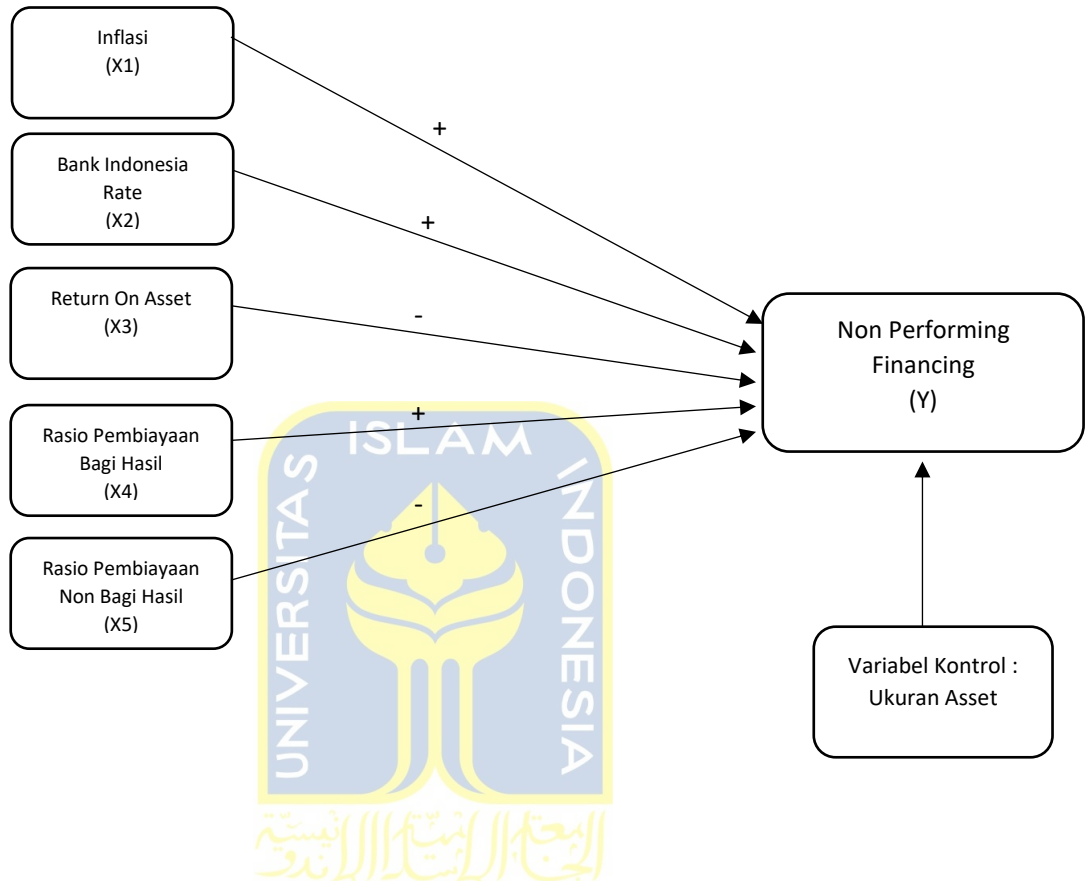 Inflasi
(X1)
+
Bank Indonesia
Rate
(X2)
+
Return On Asset
(X3)
-
Non Performing
Financing
(Y)
Rasio Pembiayaan
Bagi Hasil
(X4)
+
Rasio Pembiayaan
Non Bagi Hasil
(X5)
-
Variabel Kontrol :
Ukuran Asset
UNIVERSITAS
ISLAM
INDONESIA